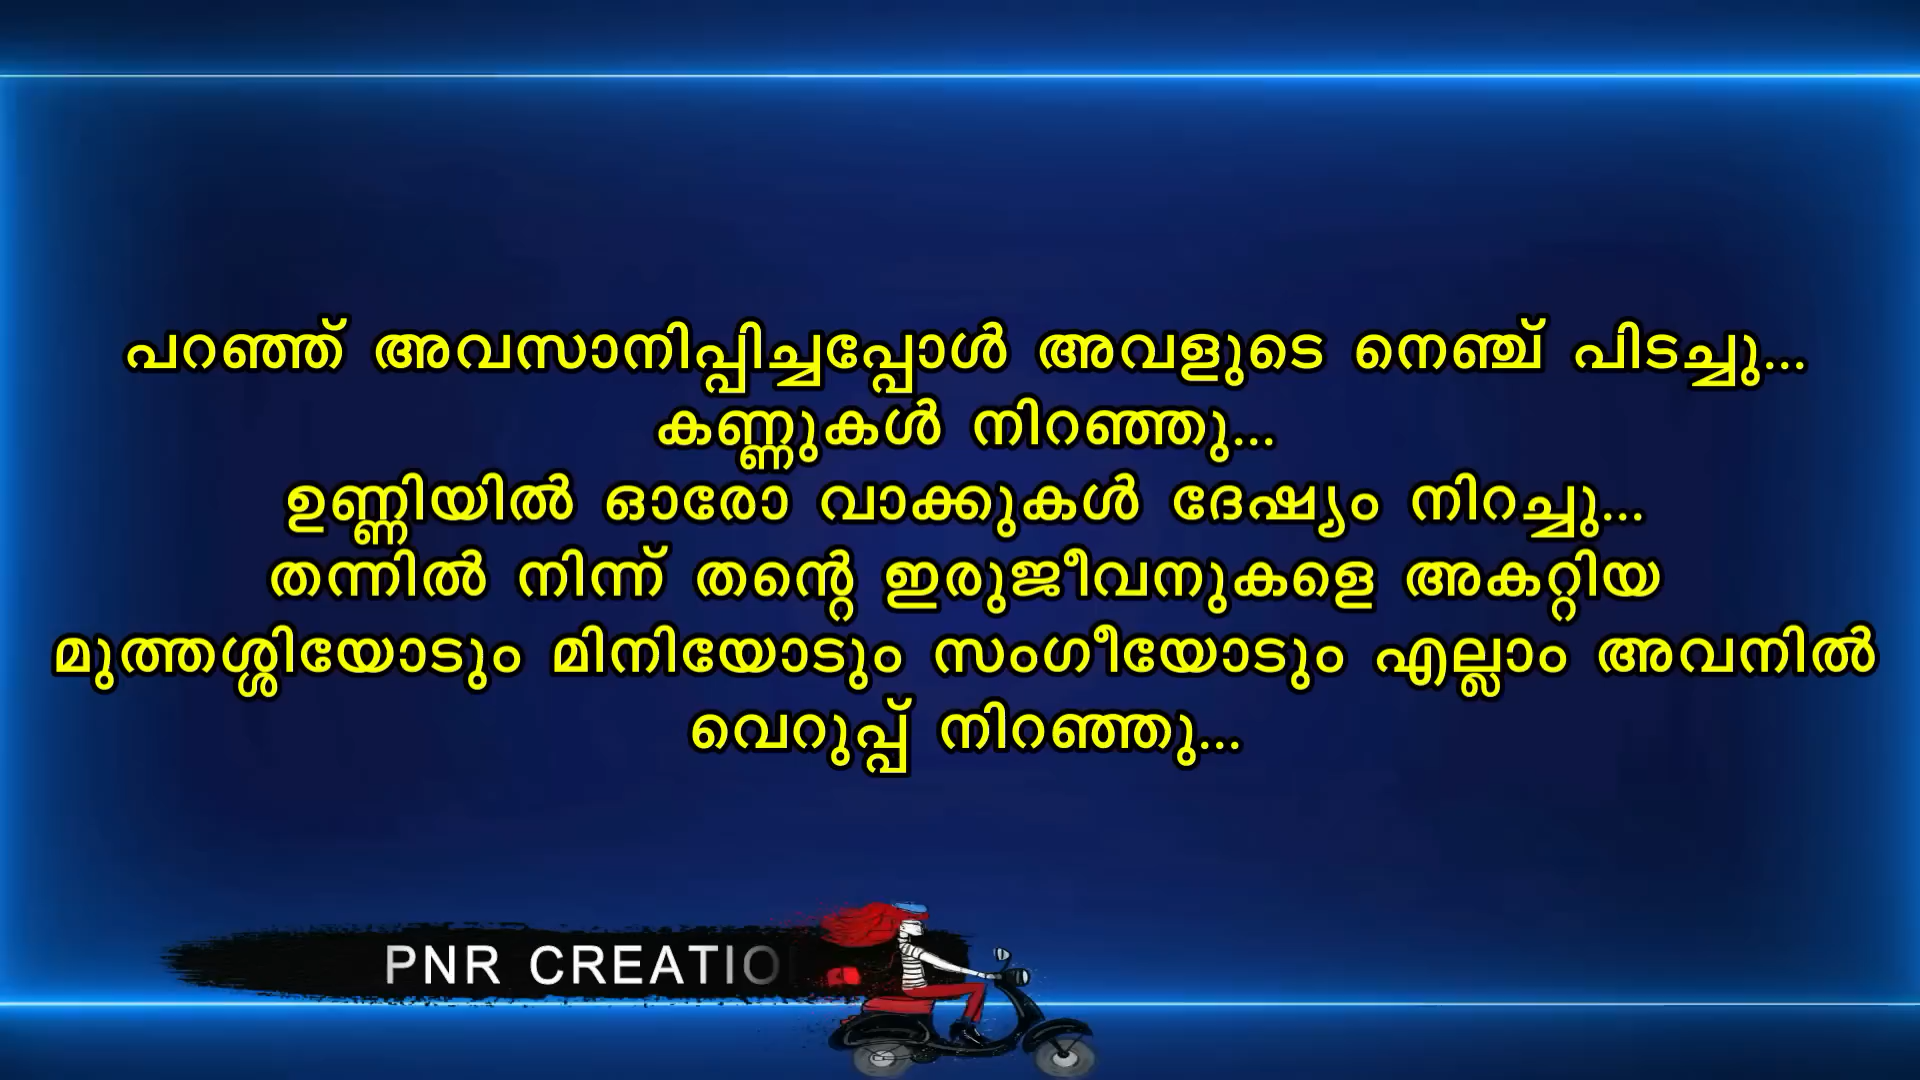 പറഞ്ഞ് അവസാനിപ്പിച്ചപ്പോൾ അവളുടെ നെഞ്ച് പിടച്ചു...
കണ്ണുകൾ നിറഞ്ഞു...
ഉണ്ണിയിൽ ഓരോ വാക്കുകൾ ദേഷ്യം നിറച്ചു...
തന്നിൽ നിന്ന് തന്റെ ഇരുജീവനുകളെ അകറ്റിയ
മുത്തശ്ശിയോടും മിനിയോടും സംഗീയോടും എല്ലാം അവനിൽ
വെറുപ്പ് നിറഞ്ഞു...
PNR CREATIO